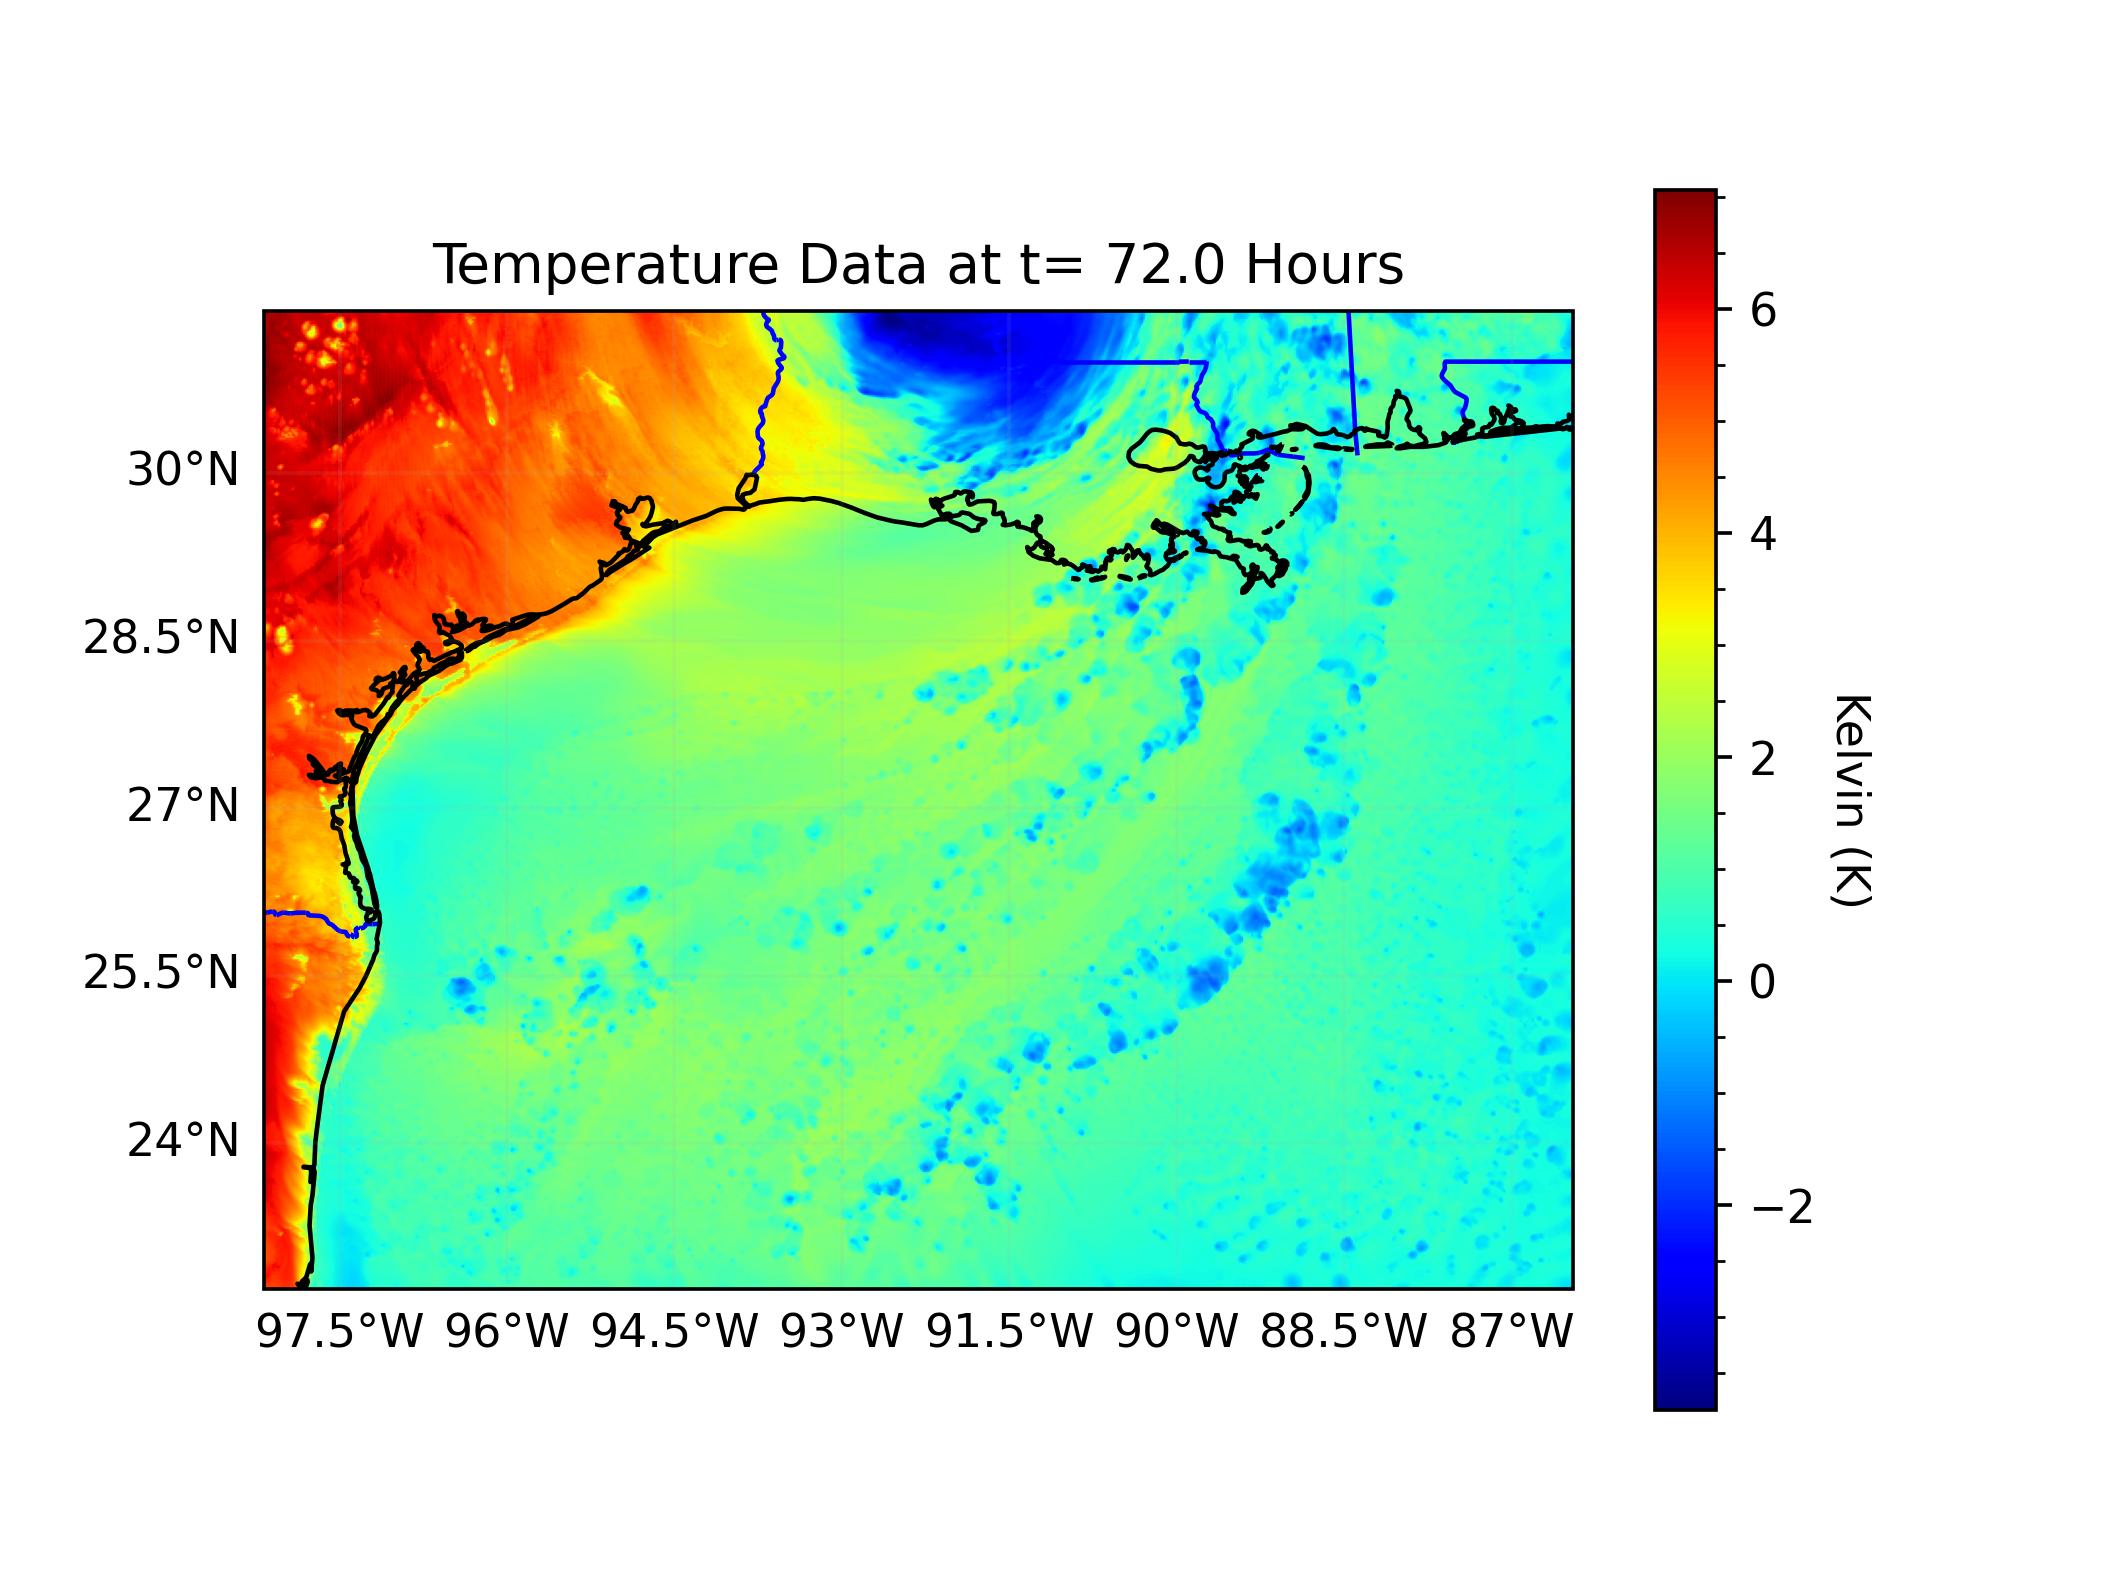 Temperature Data at t= 72.0 Hours
30°N
28.5°N
27°N
25.5°N
24°N
97.5°W 96°W 94.5°W 93°W 91.5°W 90°W 88.5°W 87°W
6
4
2
0
−2
Kelvin (K)